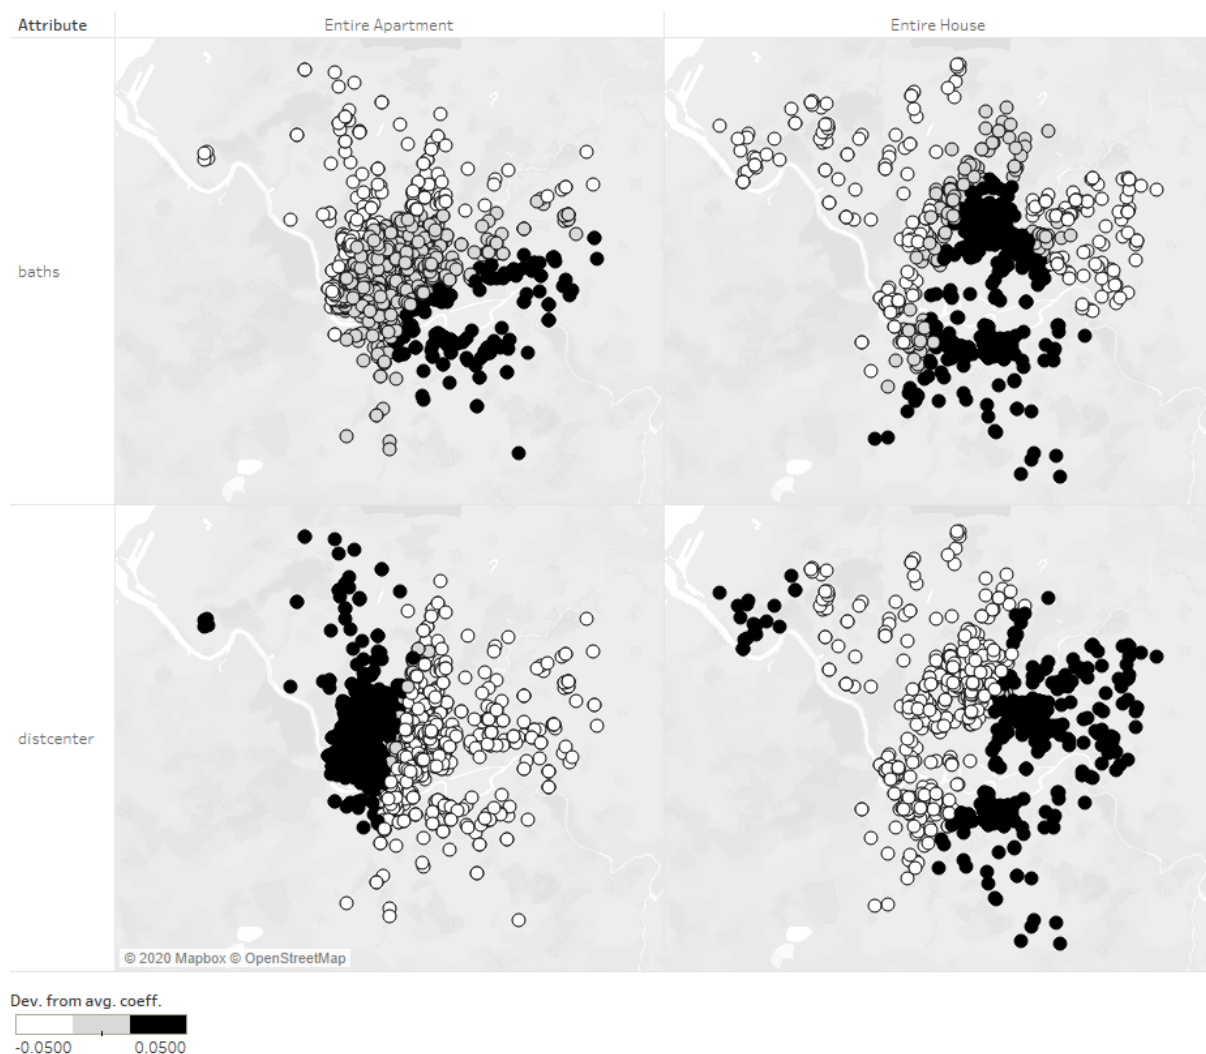 Attribute
Entire Apartment
Entire House
baths
distcenter
© 2020 Mapbox © OpenStreetMap
Dev. from avg. coeff.
-0.0500
0.0500